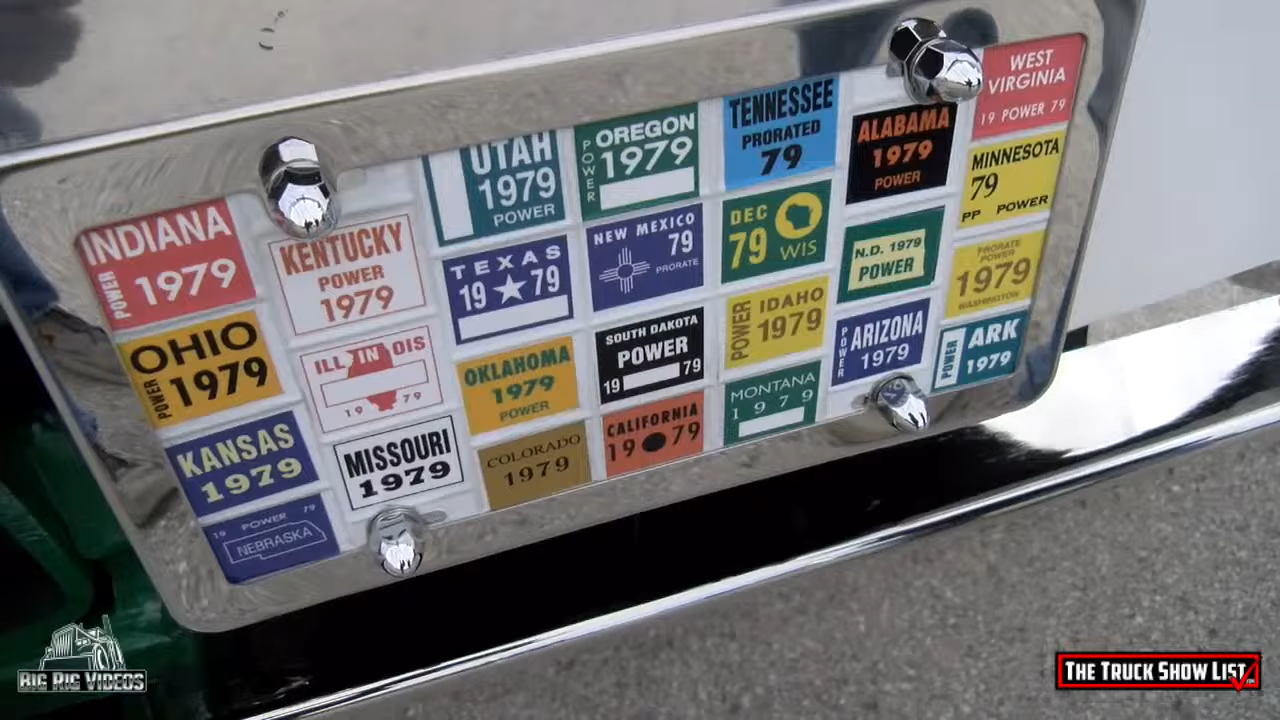 INDIANA
POWER
1979
OHIO
POWER
1979
KANSAS
1979
19 POWER 79
NEBRASKA
KENTUCKY
POWER
1979
ILLINOIS
19 79
MISSOURI
1979
UTAH
1979
POWER
TEXAS
19 79
OKLAHOMA
1979
POWER
COLORADO
1979
OREGON
POWER
1979
NEW MEXICO
79
PRORATE
SOUTH DAKOTA
POWER
19 79
CALIFORNIA
19 79
TENNESSEE
PRORATED
79
DEC
79 WIS
POWER
IDAHO
1979
MONTANA
1979
ALABAMA
1979
POWER
N.D. 1979
POWER
POWER
ARIZONA
1979
WEST
VIRGINIA
19 POWER 79
MINNESOTA
79
PP POWER
PRORATE
POWER
1979
WASHINGTON
POWER
ARK
1979
BIG RIG VIDEOS
THE TRUCK SHOW LIST